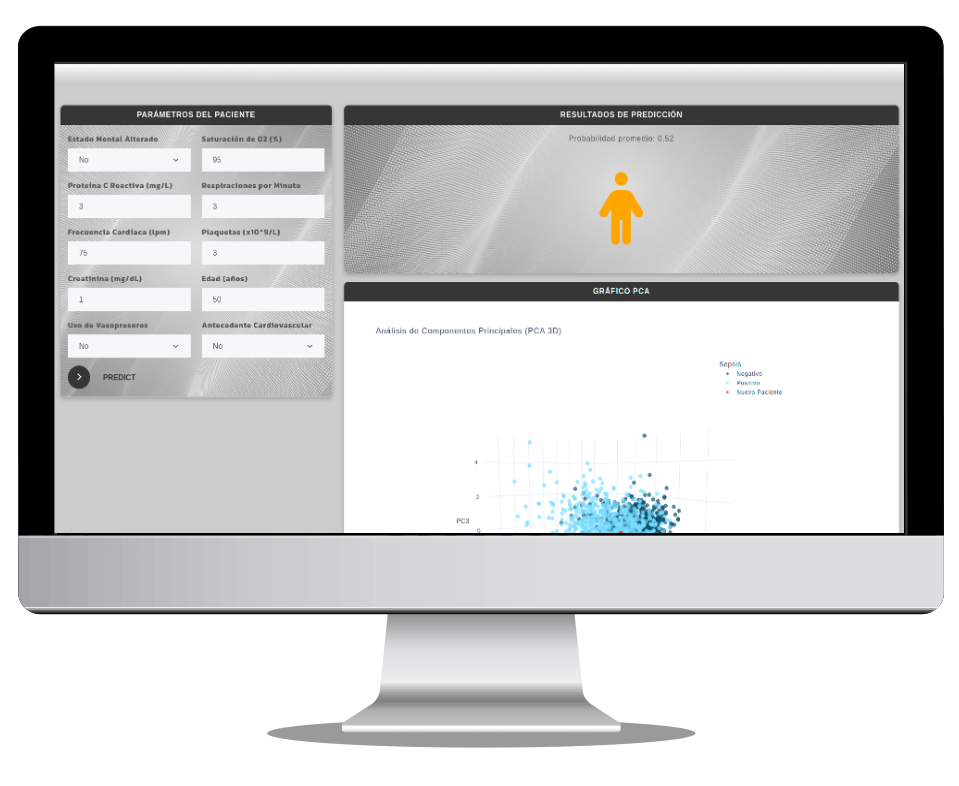 PARÁMETROS DEL PACIENTE
Estado Mental Alterado
Saturación de O2 (%)
No
95
Proteína C Reactiva (mg/L)
Respiraciones por Minuto
3
3
Frecuencia Cardíaca (lpm)
Plaquetas (x10^9/L)
75
3
Creatinina (mg/dL)
Edad (años)
1
50
Uso de Vasopresores
Antecedente Cardiovascular
No
No
PREDICT
RESULTADOS DE PREDICCIÓN
Probabilidad promedio: 0.52
GRÁFICO PCA
Análisis de Componentes Principales (PCA 3D)
Sepsis
Negativo
Positivo
Nuevo Paciente
4
2
PC3
0